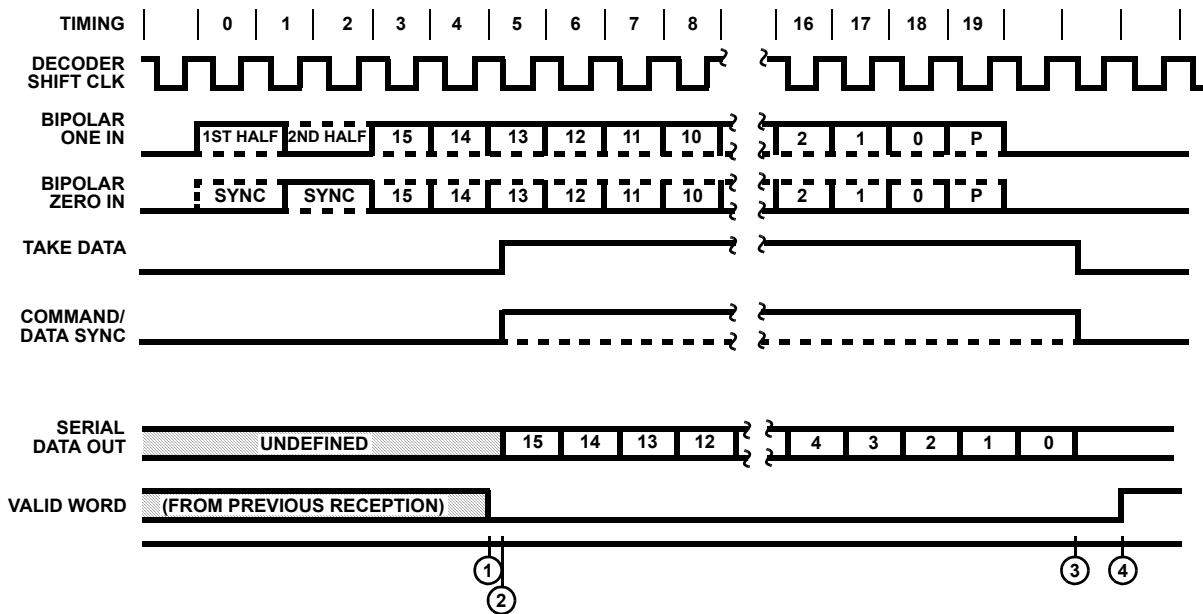 TIMING 0 1 2 3 4 5 6 7 8 16 17 18 19
DECODER
SHIFT CLK
BIPOLAR
ONE IN 1ST HALF 2ND HALF 15 14 13 12 11 10 2 1 0 P
BIPOLAR
ZERO IN SYNC SYNC 15 14 13 12 11 10 2 1 0 P
TAKE DATA
COMMAND/
DATA SYNC
SERIAL
DATA OUT UNDEFINED 15 14 13 12 4 3 2 1 0
VALID WORD (FROM PREVIOUS RECEPTION)
1 3 4
2